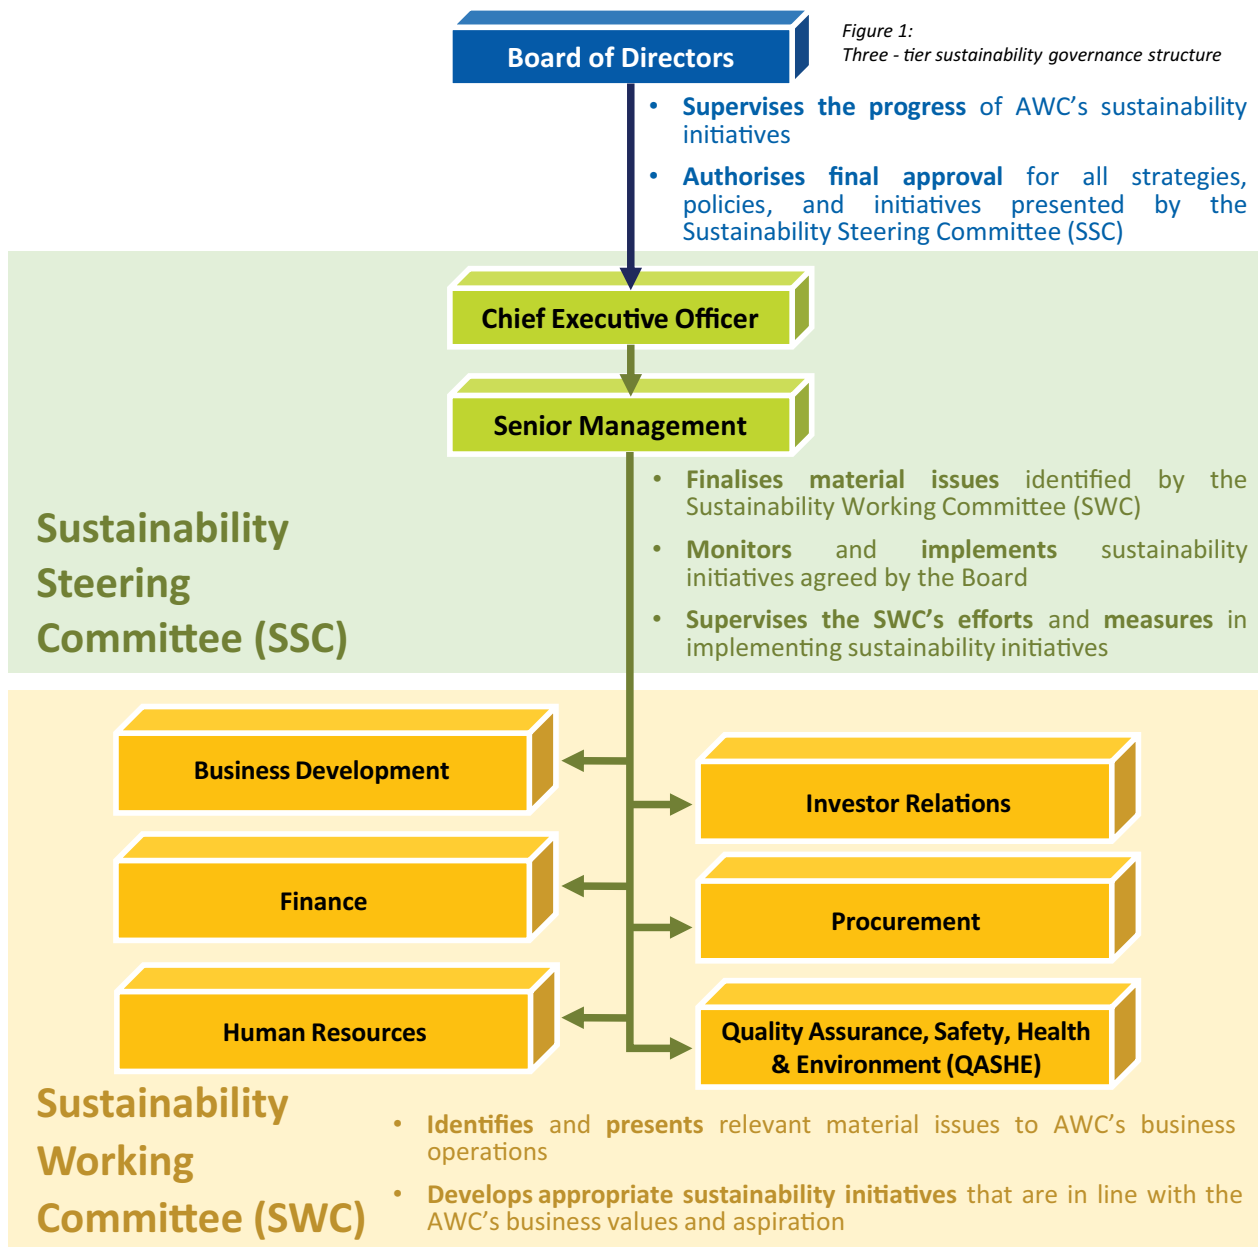 Board of Directors
Figure 1:
Three - tier sustainability governance structure
• Supervises the progress of AWC's sustainability
initiatives
• Authorises final approval for all strategies,
policies, and initiatives presented by the
Sustainability Steering Committee (SSC)
Chief Executive Officer
Senior Management
Sustainability
Steering
Committee (SSC)
• Finalises material issues identified by the
Sustainability Working Committee (SWC)
• Monitors and implements sustainability
initiatives agreed by the Board
• Supervises the SWC's efforts and measures in
implementing sustainability initiatives
Business Development
Investor Relations
Finance
Procurement
Human Resources
Quality Assurance, Safety, Health
& Environment (QASHE)
Sustainability
Working
Committee (SWC)
• Identifies and presents relevant material issues to AWC's business
operations
• Develops appropriate sustainability initiatives that are in line with the
AWC's business values and aspiration